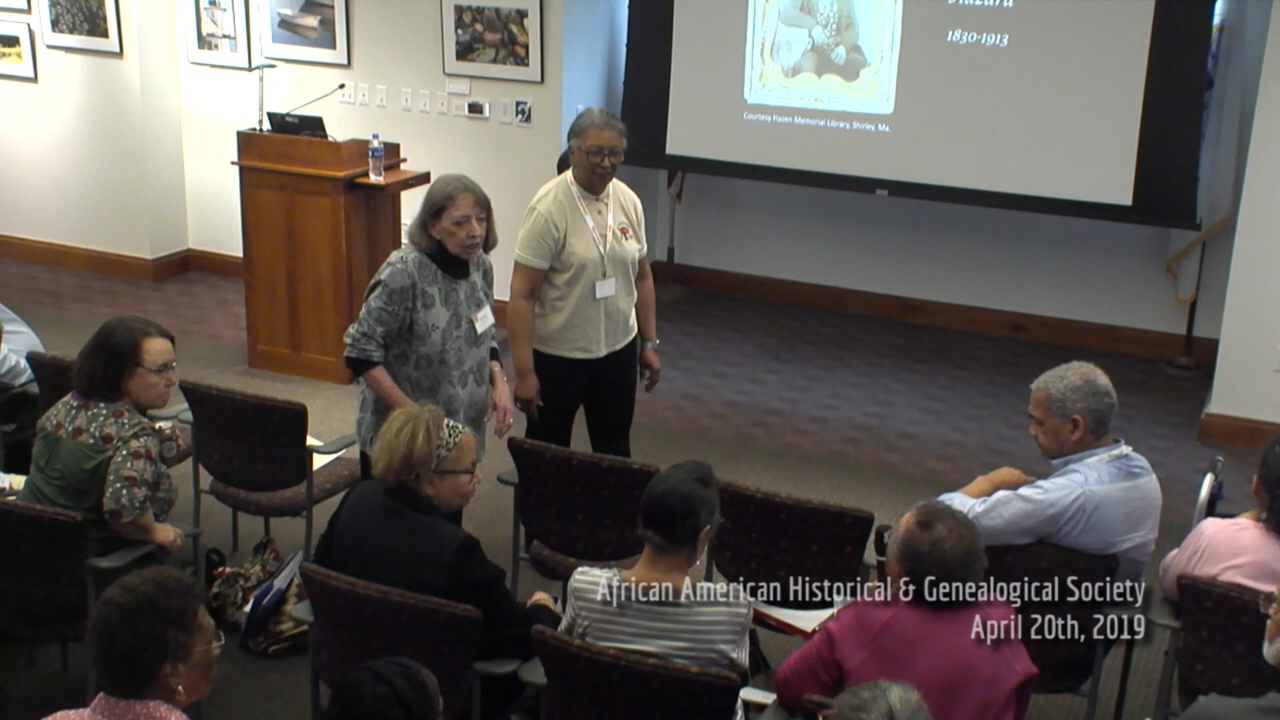 1830-1913
Courtesy Hazen Memorial Library, Shirley, Ma.
African American Historical & Genealogical Society
April 20th, 2019